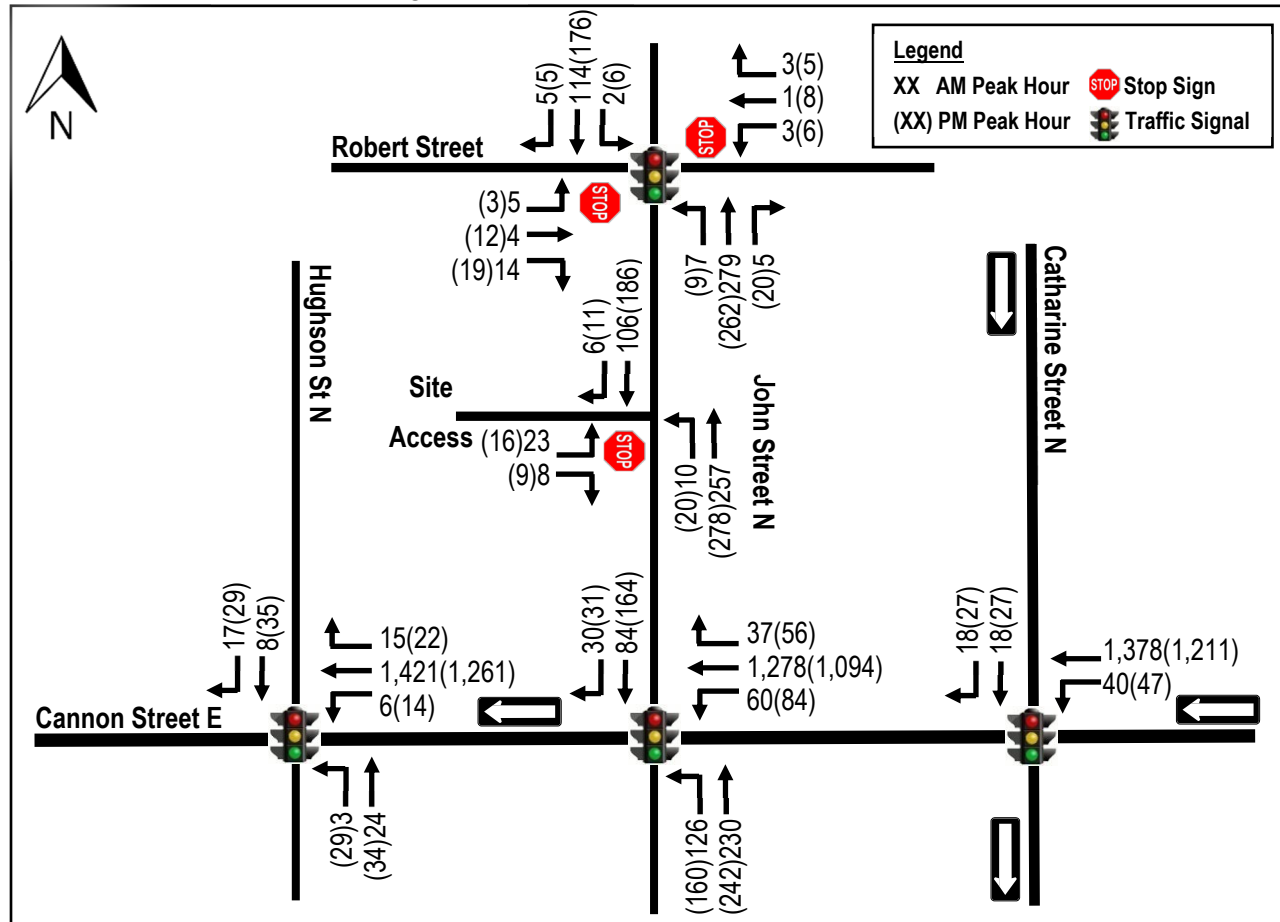 Legend
XX AM Peak Hour STOP Stop Sign
(XX) PM Peak Hour Traffic Signal
N
5(5)
114(176)
2(6)
3(5)
1(8)
3(6)
STOP
Robert Street
(3)5
STOP
(12)4
(19)14
(9)7
(262)279
(20)5
Hughson St N
Catharine Street N
6(11)
106(186)
Site
Access
John Street N
(16)23
STOP
(9)8
(20)10
(278)257
17(29)
8(35)
15(22)
1,421(1,261)
6(14)
30(31)
84(164)
37(56)
1,278(1,094)
60(84)
18(27)
18(27)
1,378(1,211)
40(47)
Cannon Street E
(29)3
(34)24
(160)126
(242)230